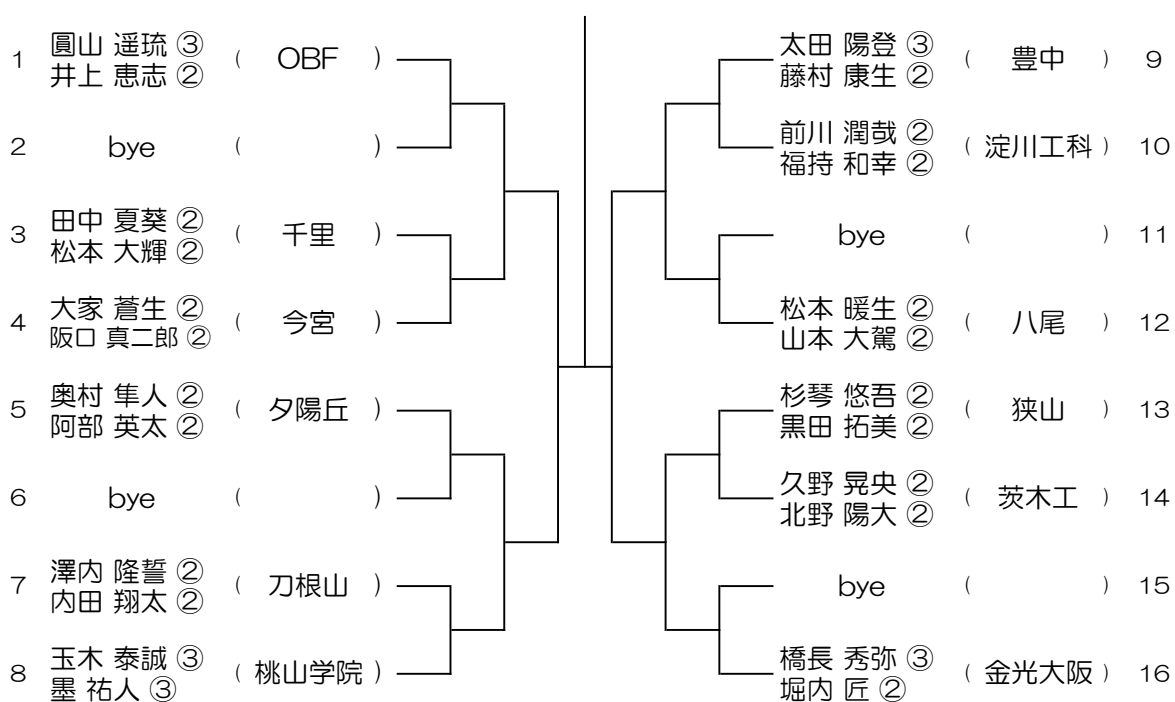 1 圓山 遥琉 ③ ( OBF )
井上 恵志 ②
2 bye ( )
3 田中 夏葵 ② ( 千里 )
松本 大輝 ②
4 大家 蒼生 ② ( 今宮 )
阪口 真二郎 ②
5 奥村 隼人 ② ( 夕陽丘 )
阿部 英太 ②
6 bye ( )
7 澤内 隆誓 ② ( 刀根山 )
内田 翔太 ②
8 玉木 泰誠 ③ ( 桃山学院 )
墨 祐人 ③
太田 陽登 ③ ( 豊中 ) 9
藤村 康生 ②
前川 潤哉 ② ( 淀川工科 ) 10
福持 和幸 ②
bye ( ) 11
松本 暖生 ② ( 八尾 ) 12
山本 大駕 ②
杉琴 悠吾 ② ( 狭山 ) 13
黒田 拓美 ②
久野 晃央 ② ( 茨木工 ) 14
北野 陽大 ②
bye ( ) 15
橋長 秀弥 ③ ( 金光大阪 ) 16
堀内 匠 ②